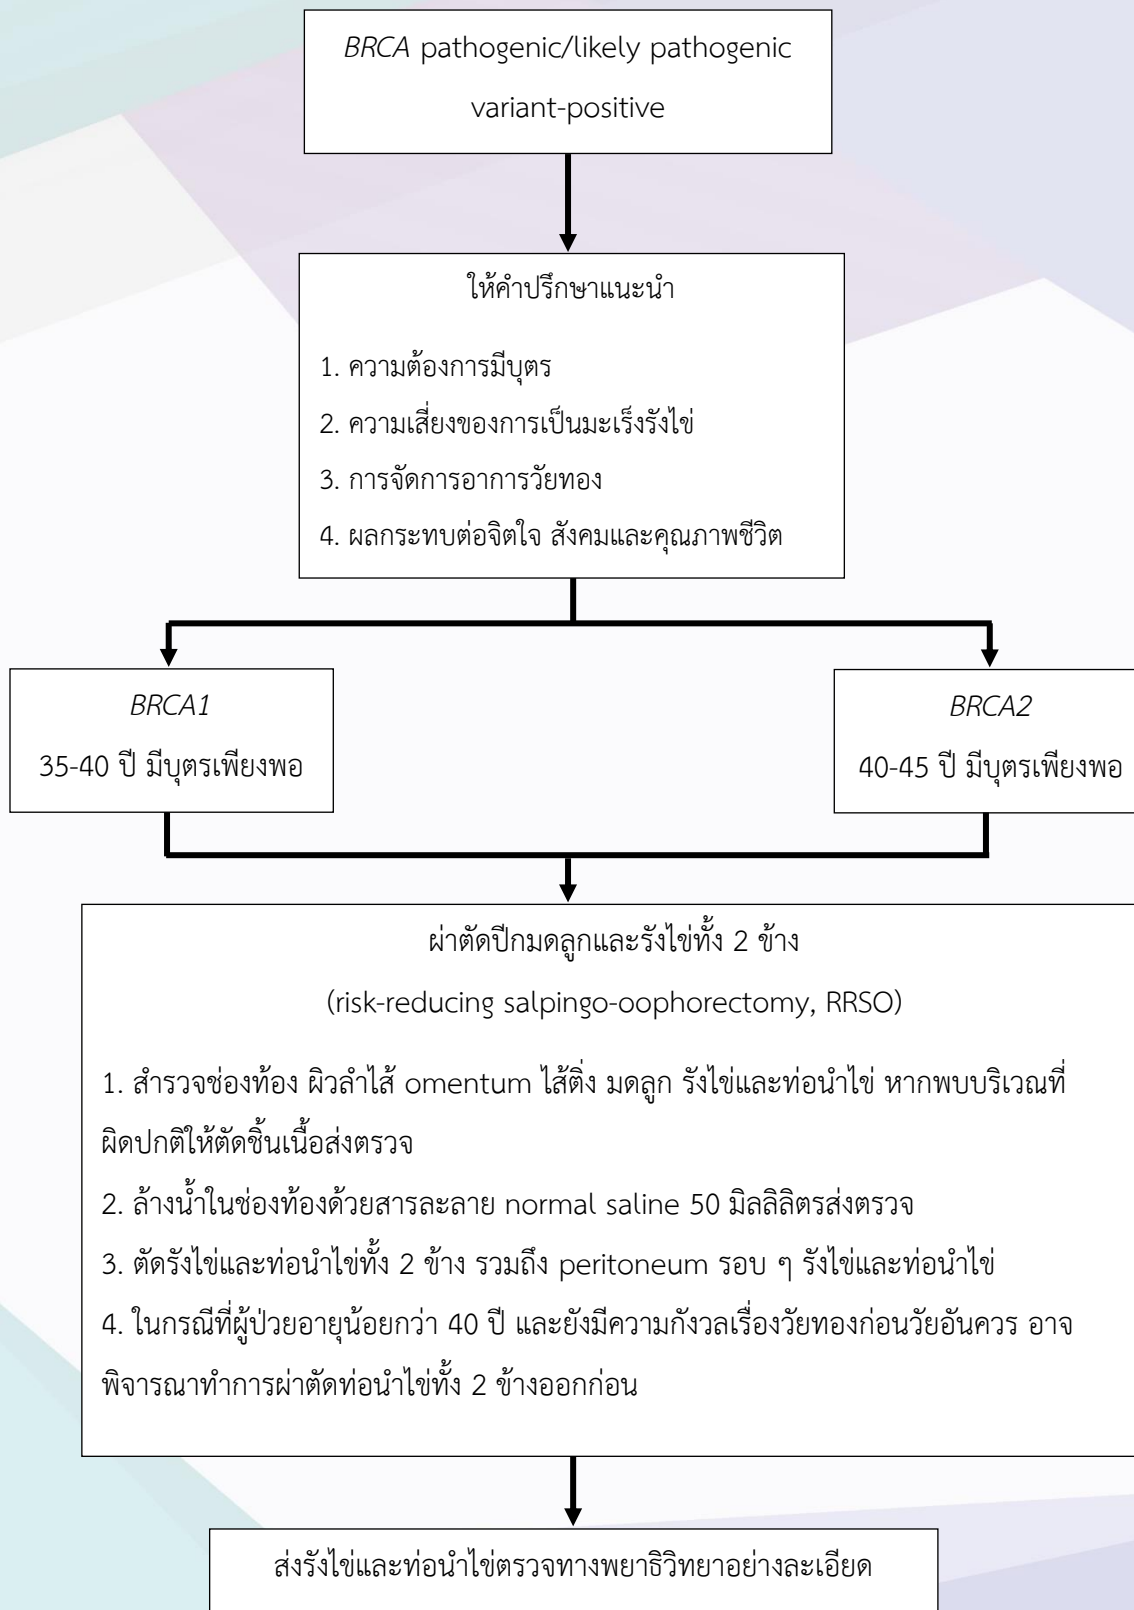 BRCA pathogenic/likely pathogenic
variant-positive
ให้คำปรึกษาแนะนำ
1. ความต้องการมีบุตร
2. ความเสี่ยงของการเป็นมะเร็งรังไข่
3. การจัดการอาการวัยทอง
4. ผลกระทบต่อจิตใจ สังคมและคุณภาพชีวิต
BRCA1
35-40 ปี มีบุตรเพียงพอ
BRCA2
40-45 ปี มีบุตรเพียงพอ
ผ่าตัดปีกมดลูกและรังไข่ทั้ง 2 ข้าง
(risk-reducing salpingo-oophorectomy, RRSO)
1. สำรวจช่องท้อง ผิวลำไส้ omentum ไส้ติ่ง มดลูก รังไข่และท่อนำไข่ หากพบบริเวณที่
ผิดปกติให้ตัดชิ้นเนื้อส่งตรวจ
2. ล้างน้ำในช่องท้องด้วยสารละลาย normal saline 50 มิลลิลิตรส่งตรวจ
3. ตัดรังไข่และท่อนำไข่ทั้ง 2 ข้าง รวมถึง peritoneum รอบ ๆ รังไข่และท่อนำไข่
4. ในกรณีที่ผู้ป่วยอายุน้อยกว่า 40 ปี และยังมีความกังวลเรื่องวัยทองก่อนวัยอันควร อาจ
พิจารณาทำการผ่าตัดท่อนำไข่ทั้ง 2 ข้างออกก่อน
ส่งรังไข่และท่อนำไข่ตรวจทางพยาธิวิทยาอย่างละเอียด